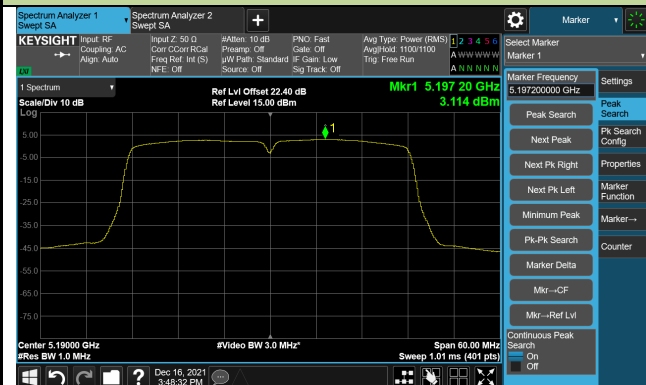 Spectrum Analyzer 1
Swept SA
Spectrum Analyzer 2
Swept SA
+
Marker
KEYSIGHT
Input: RF
Coupling: AC
Align: Auto
Input Z: 50 Ω
Corr CCorr RCal
Freq Ref: Int (S)
NFE: Off
#Atten: 10 dB
Preamp: Off
µW Path: Standard
Source: Off
PNO: Fast
Gate: Off
IF Gain: Low
Sig Track: Off
Avg Type: Power (RMS)
Avg|Hold: 1100/1100
Trig: Free Run
1 2 3 4 5 6
A W W W W W
A N N N N N
LXI
Select Marker
Marker 1
1 Spectrum
Scale/Div 10 dB
Log
Ref Lvl Offset 22.40 dB
Ref Level 15.00 dBm
Mkr1 5.197 20 GHz
3.114 dBm
1
5.00
-5.00
-15.0
-25.0
-35.0
-45.0
-55.0
-65.0
-75.0
Center 5.19000 GHz
#Res BW 1.0 MHz
#Video BW 3.0 MHz*
Span 60.00 MHz
Sweep 1.01 ms (401 pts)
Marker Frequency
5.197200000 GHz
Peak Search
Next Peak
Next Pk Right
Next Pk Left
Minimum Peak
Pk-Pk Search
Marker Delta
Mkr→CF
Mkr→Ref Lvl
Continuous Peak
Search
On
Off
Settings
Peak
Search
Pk Search
Config
Properties
Marker
Function
Marker→
Counter
?
Dec 16, 2021
3:48:32 PM